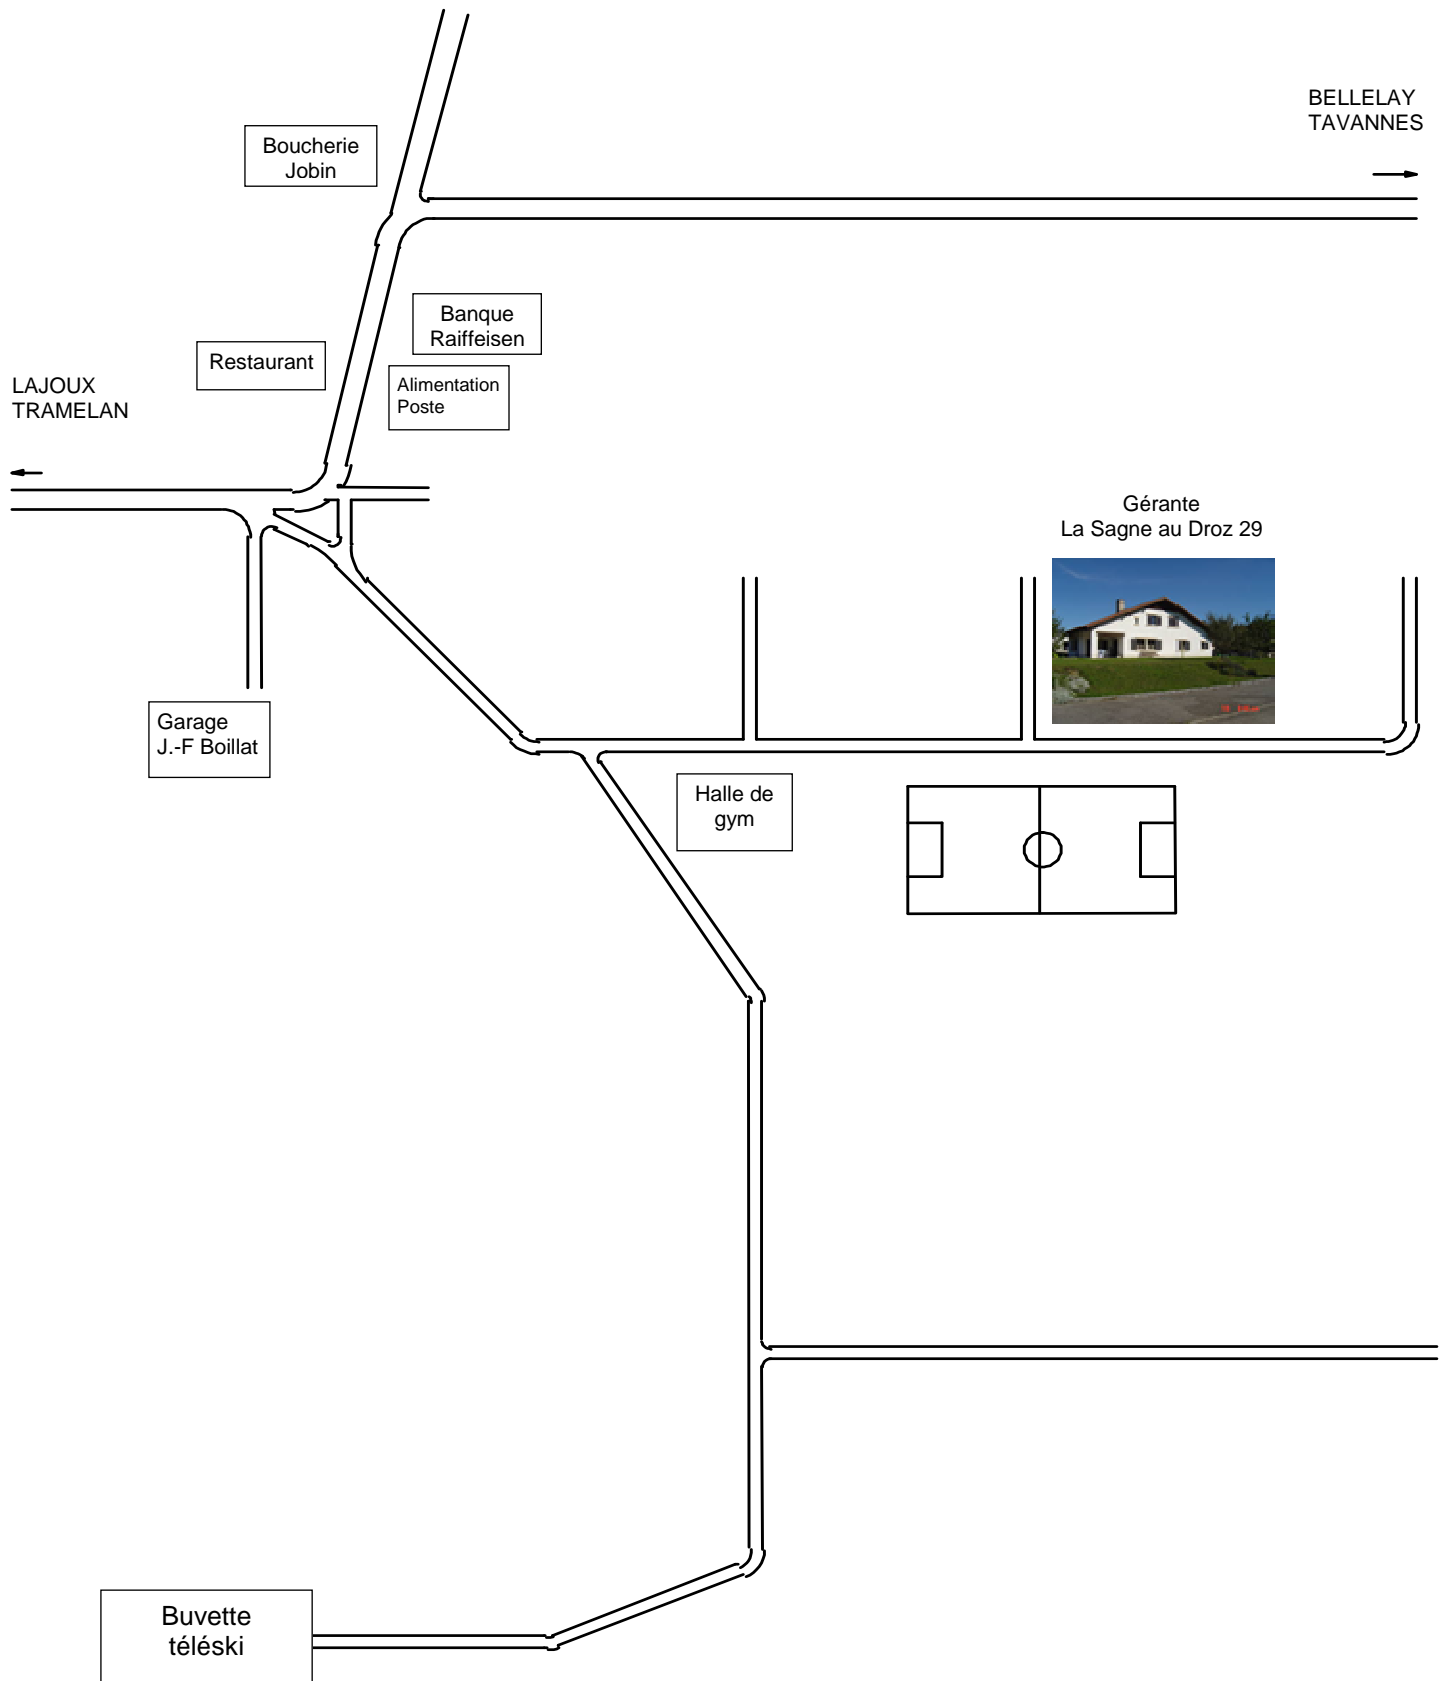 BELLELAY
TAVANNES
Boucherie
Jobin
Banque
Raiffeisen
Restaurant
Alimentation
Poste
LAJOUX
TRAMELAN
Gérante
La Sagne au Droz 29
Garage
J.-F Boillat
Halle de
gym
Buvette
téléski